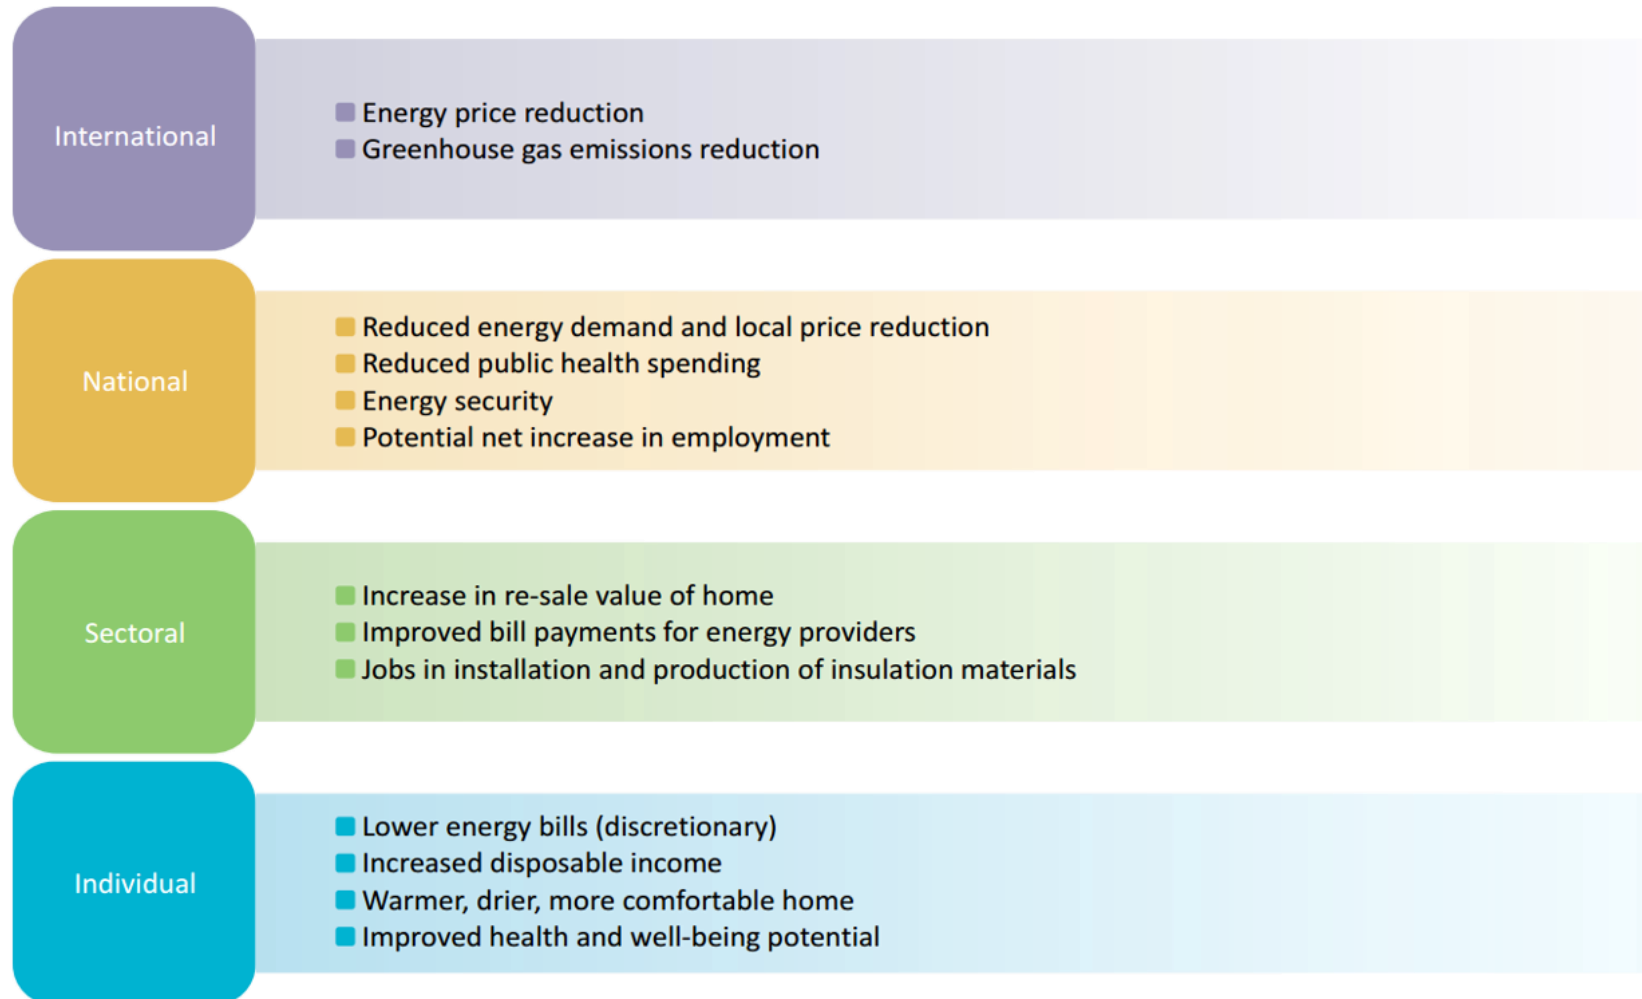 International
Energy price reduction
Greenhouse gas emissions reduction
National
Reduced energy demand and local price reduction
Reduced public health spending
Energy security
Potential net increase in employment
Sectoral
Increase in re-sale value of home
Improved bill payments for energy providers
Jobs in installation and production of insulation materials
Individual
Lower energy bills (discretionary)
Increased disposable income
Warmer, drier, more comfortable home
Improved health and well-being potential